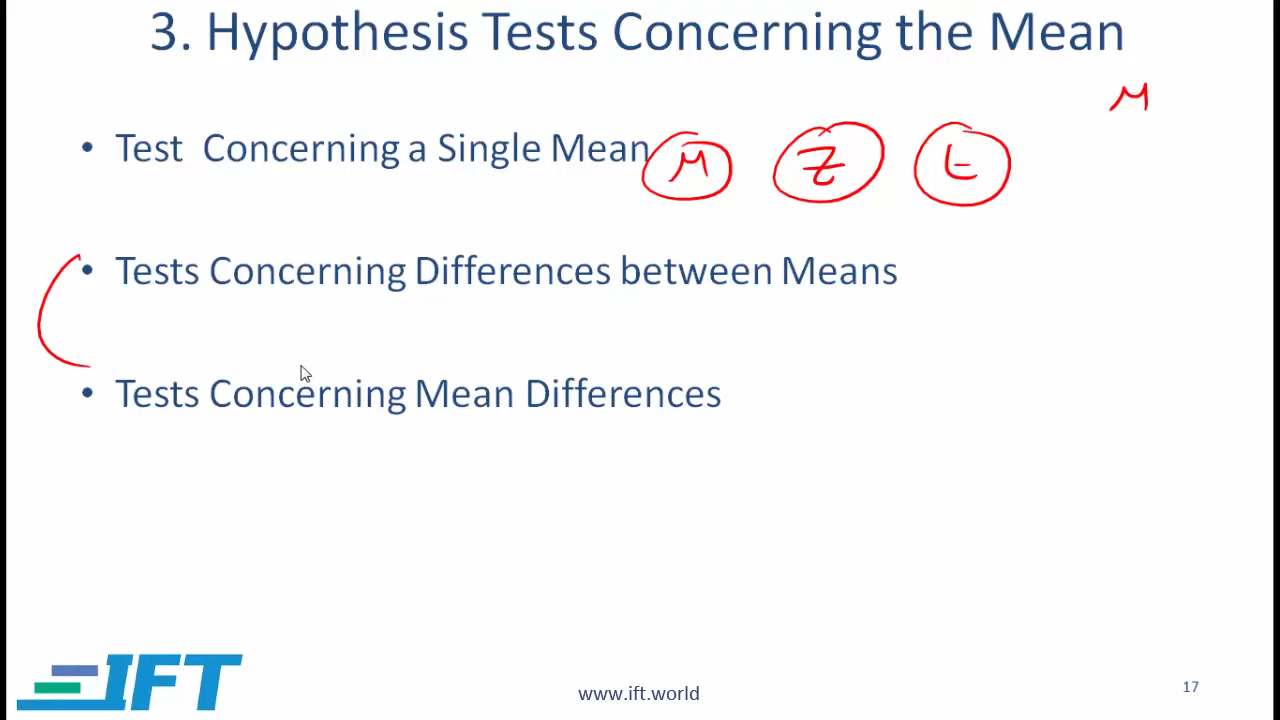 3. Hypothesis Tests Concerning the Mean
μ
• Test Concerning a Single Mean μ Z t
• Tests Concerning Differences between Means
• Tests Concerning Mean Differences
IFT
www.ift.world
17